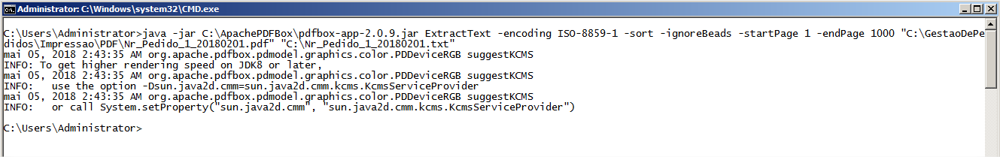 Administrator: C:\Windows\system32\CMD.exe
C:\Users\Administrator>java -jar C:\ApachePDFBox\pdfbox-app-2.0.9.jar ExtractText -encoding ISO-8859-1 -sort -ignoreBeads -startPage 1 -endPage 1000 "C:\GestaoDePe
didos\Impressao\PDF\Nr_Pedido_1_20180201.pdf" "C:\Nr_Pedido_1_20180201.txt"
mai 05, 2018 2:43:35 AM org.apache.pdfbox.pdmodel.graphics.color.PDDeviceRGB suggestKCMS
INFO: To get higher rendering speed on JDK8 or later,
mai 05, 2018 2:43:35 AM org.apache.pdfbox.pdmodel.graphics.color.PDDeviceRGB suggestKCMS
INFO:   use the option -Dsun.java2d.cmm=sun.java2d.cmm.kcms.KcmsServiceProvider
mai 05, 2018 2:43:35 AM org.apache.pdfbox.pdmodel.graphics.color.PDDeviceRGB suggestKCMS
INFO:   or call System.setProperty("sun.java2d.cmm", "sun.java2d.cmm.kcms.KcmsServiceProvider")
C:\Users\Administrator>